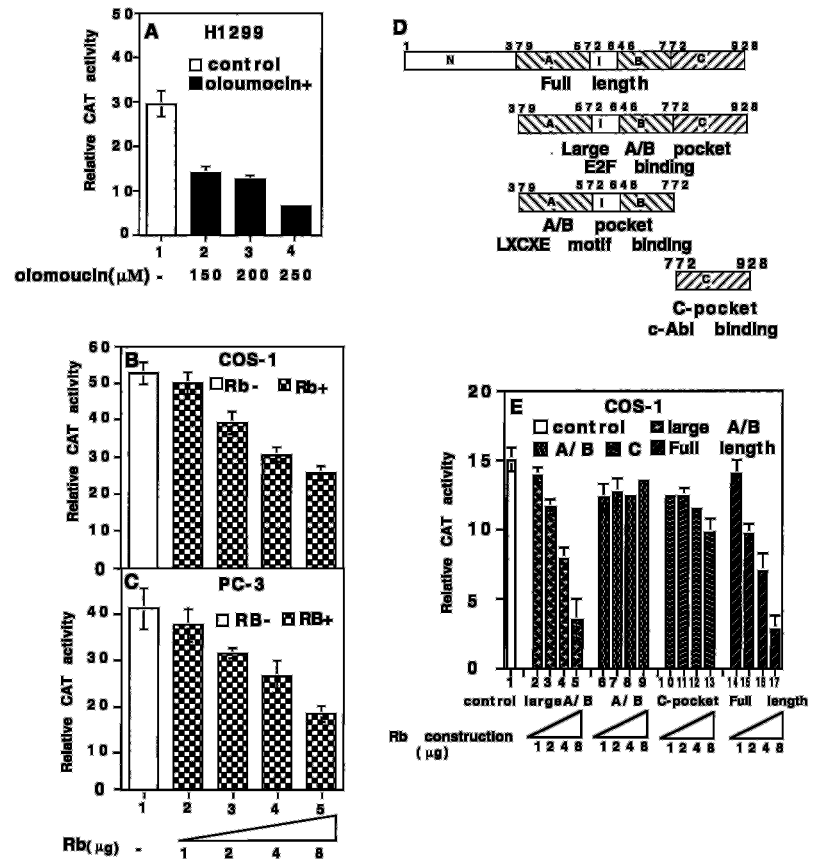 A H1299
control
oloumocin+
Relative CAT activity
50
40
30
20
10
0
1 2 3 4
olomoucin(μM) - 150 200 250
B COS-1
Rb- Rb+
Relative CAT activity
60
50
40
30
20
10
0
C PC-3
RB- RB+
Relative CAT activity
40
30
20
10
0
1 2 3 4 5
Rb(μg) - 1 2 4 8
D
1 379 572 646 772 928
N A I B C
Full length
379 572 646 772 928
A I B C
Large A/B pocket
E2F binding
379 572 646 772
A I B
A/B pocket
LXCXE motif binding
772 928
C
C-pocket
c-Abl binding
E COS-1
control large A/B
A/B C Full length
Relative CAT activity
20
15
10
5
0
1 2 3 4 5 6 7 8 9 10 11 12 13 14 15 16 17
control largeA/B A/B C-pocket Full length
Rb construction
(μg)
1 2 4 8 1 2 4 8 1 2 4 8 1 2 4 8